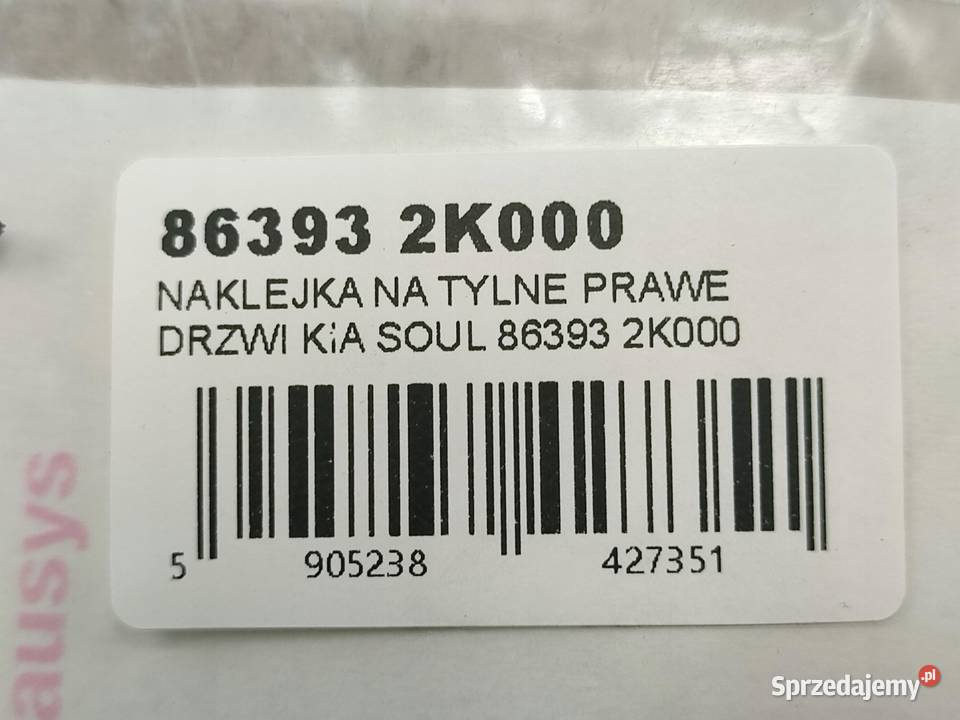 86393 2K000
NAKLEJKA NA TYLNE PRAWE
DRZWI KiA SOUL 86393 2K000
5 905238 427351
ausys
Sprzedajemy.pl